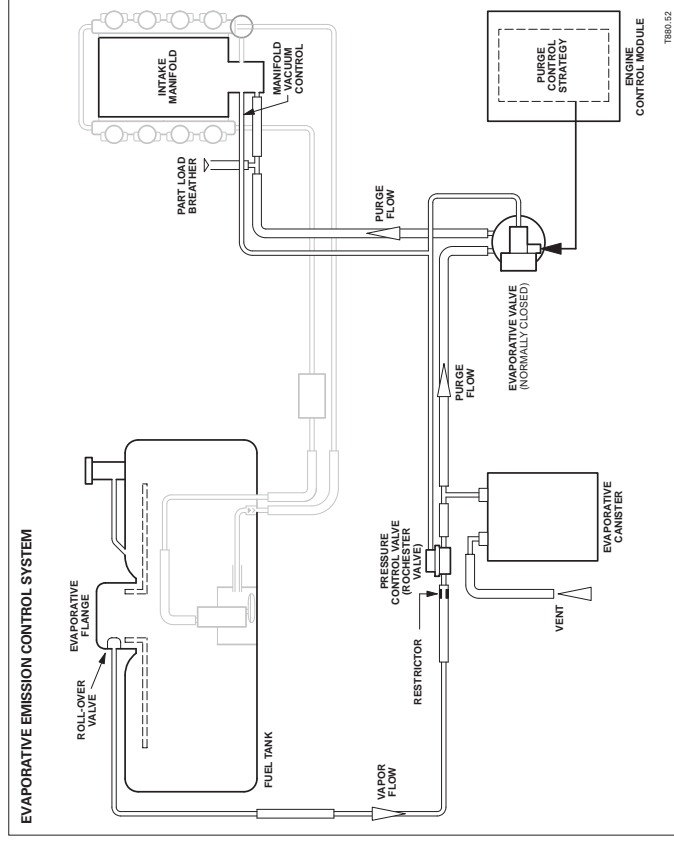 EVAPORATIVE EMISSION CONTROL SYSTEM
ROLL-OVER
VALVE
EVAPORATIVE
FLANGE
FUEL TANK
VAPOR
FLOW
RESTRICTOR
PRESSURE
CONTROL VALVE
(ROCHESTER
VALVE)
VENT
EVAPORATIVE
CANISTER
PURGE
FLOW
PART LOAD
BREATHER
INTAKE
MANIFOLD
MANIFOLD
VACUUM
CONTROL
PURGE
FLOW
EVAPORATIVE VALVE
(NORMALLY CLOSED)
PURGE
CONTROL
STRATEGY
ENGINE
CONTROL MODULE
T880.52